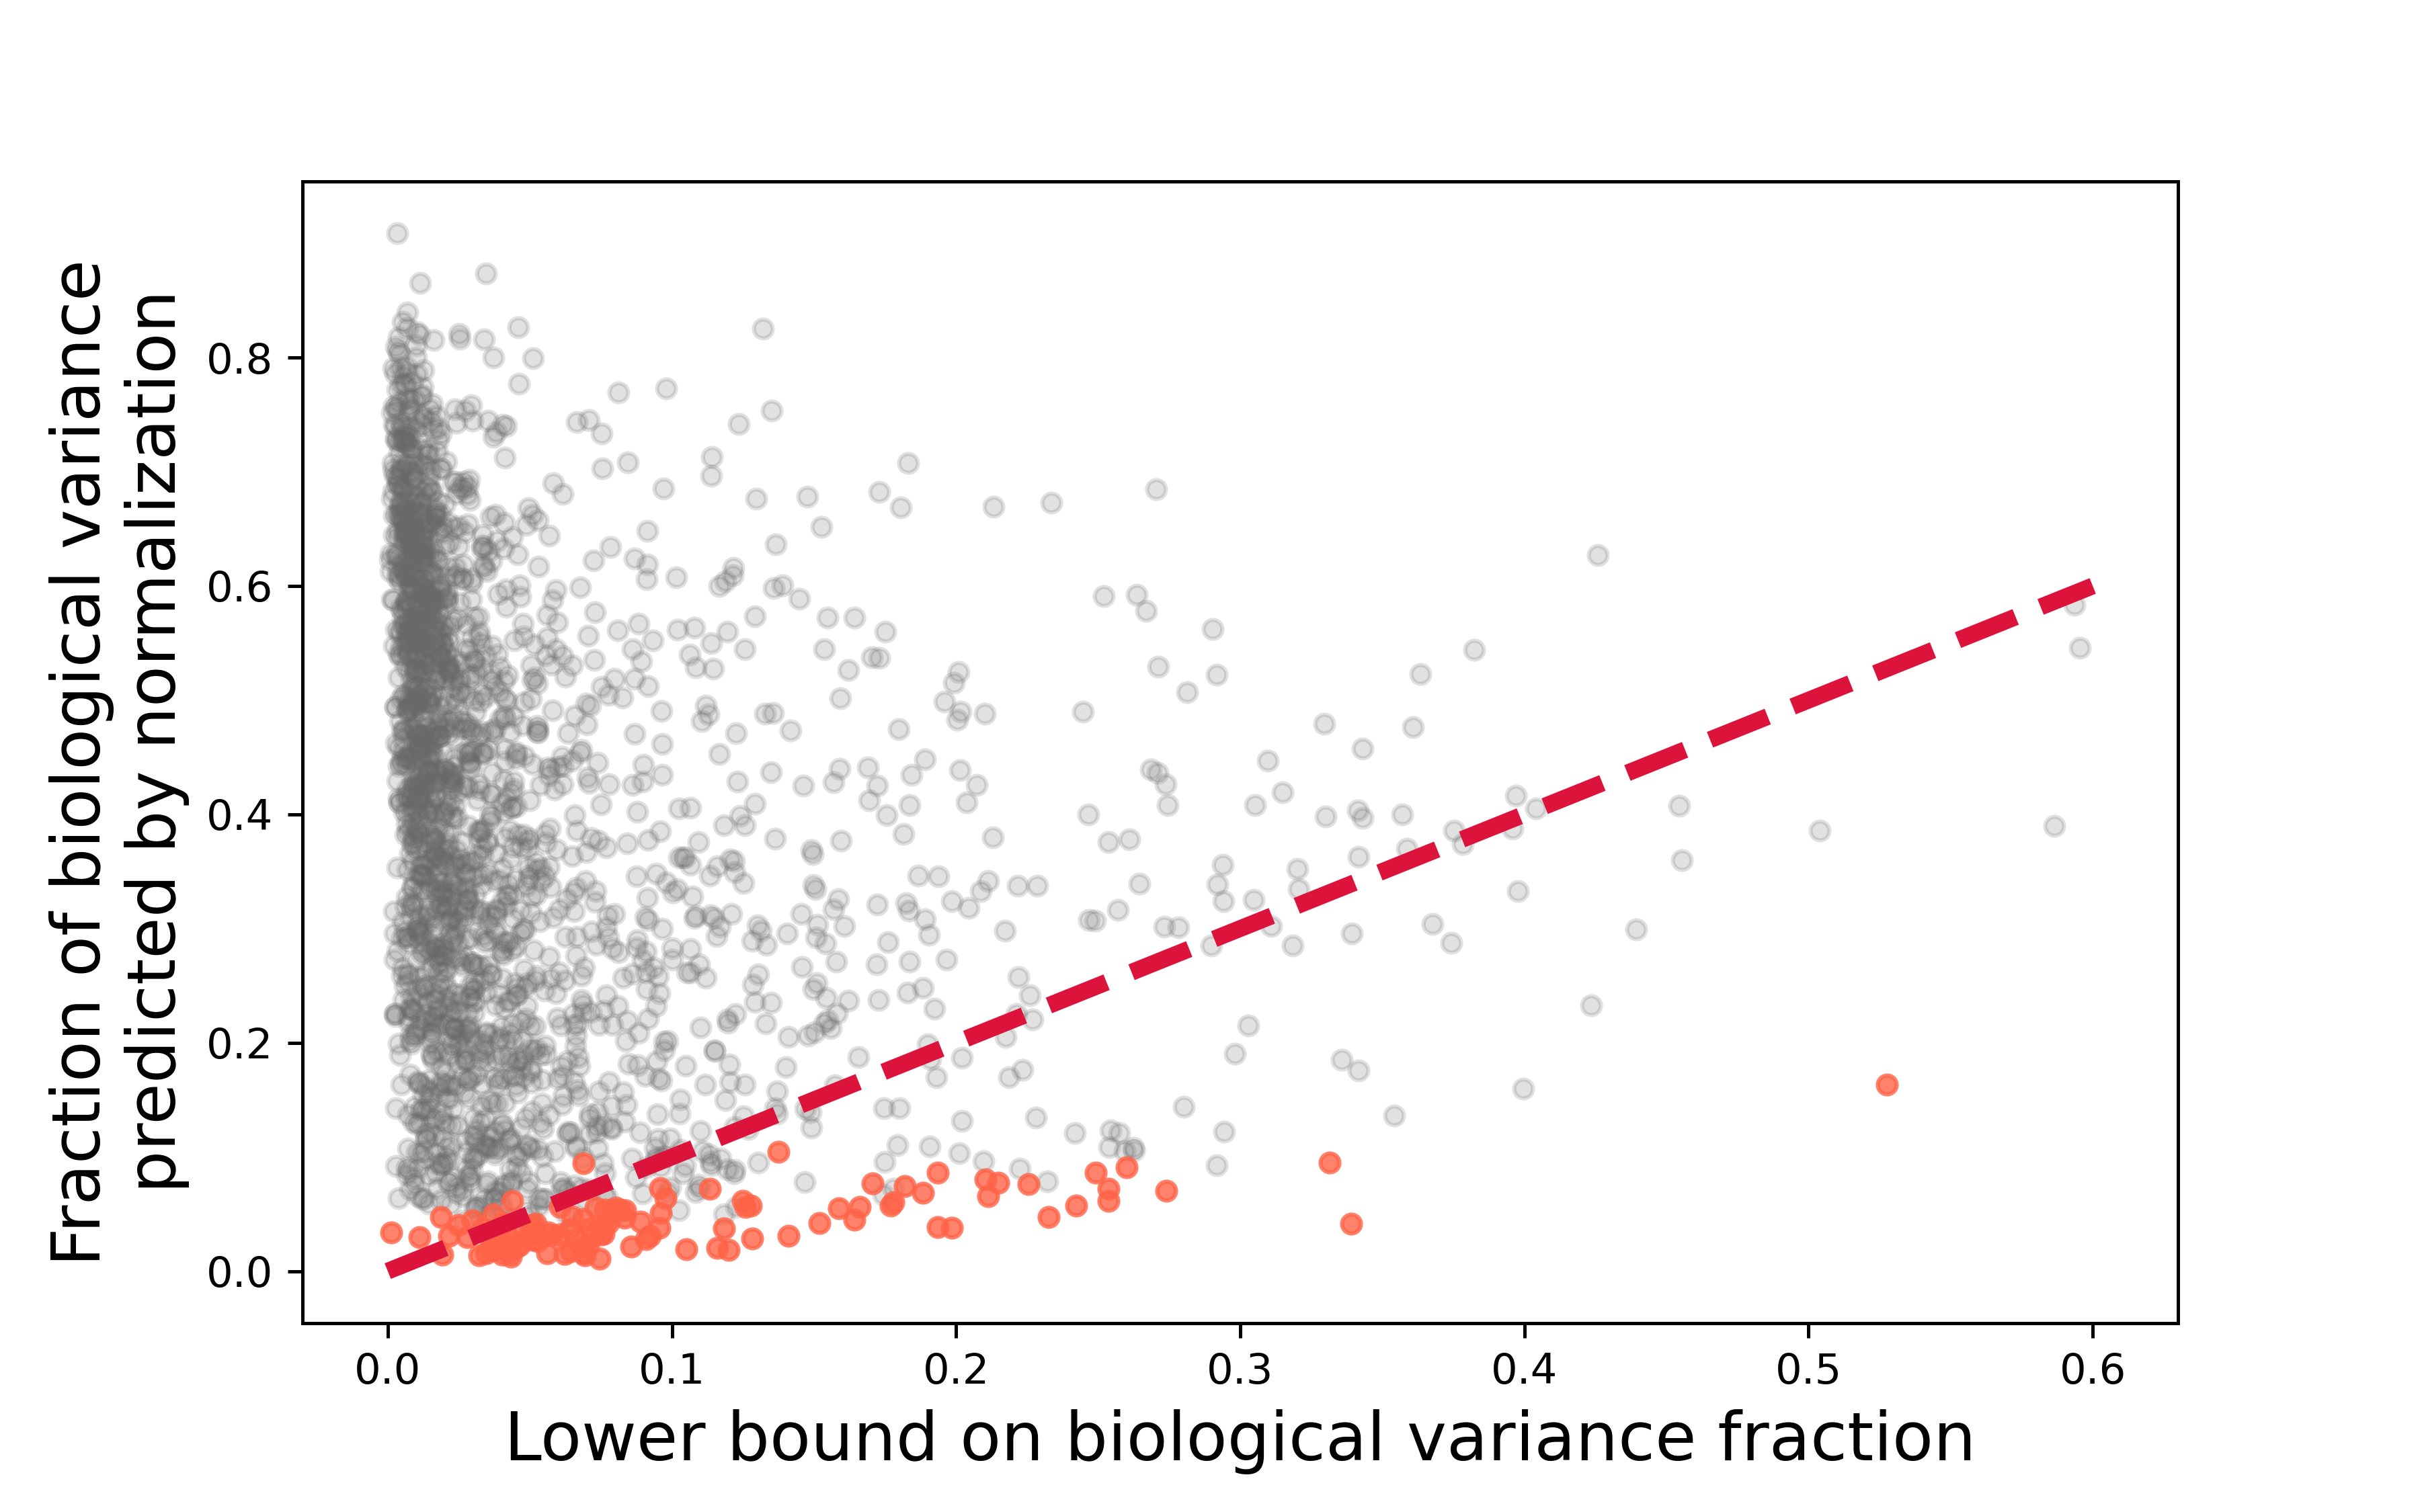 Fraction of biological variance
predicted by normalization
0.8
0.6
0.4
0.2
0.0
0.0 0.1 0.2 0.3 0.4 0.5 0.6
Lower bound on biological variance fraction